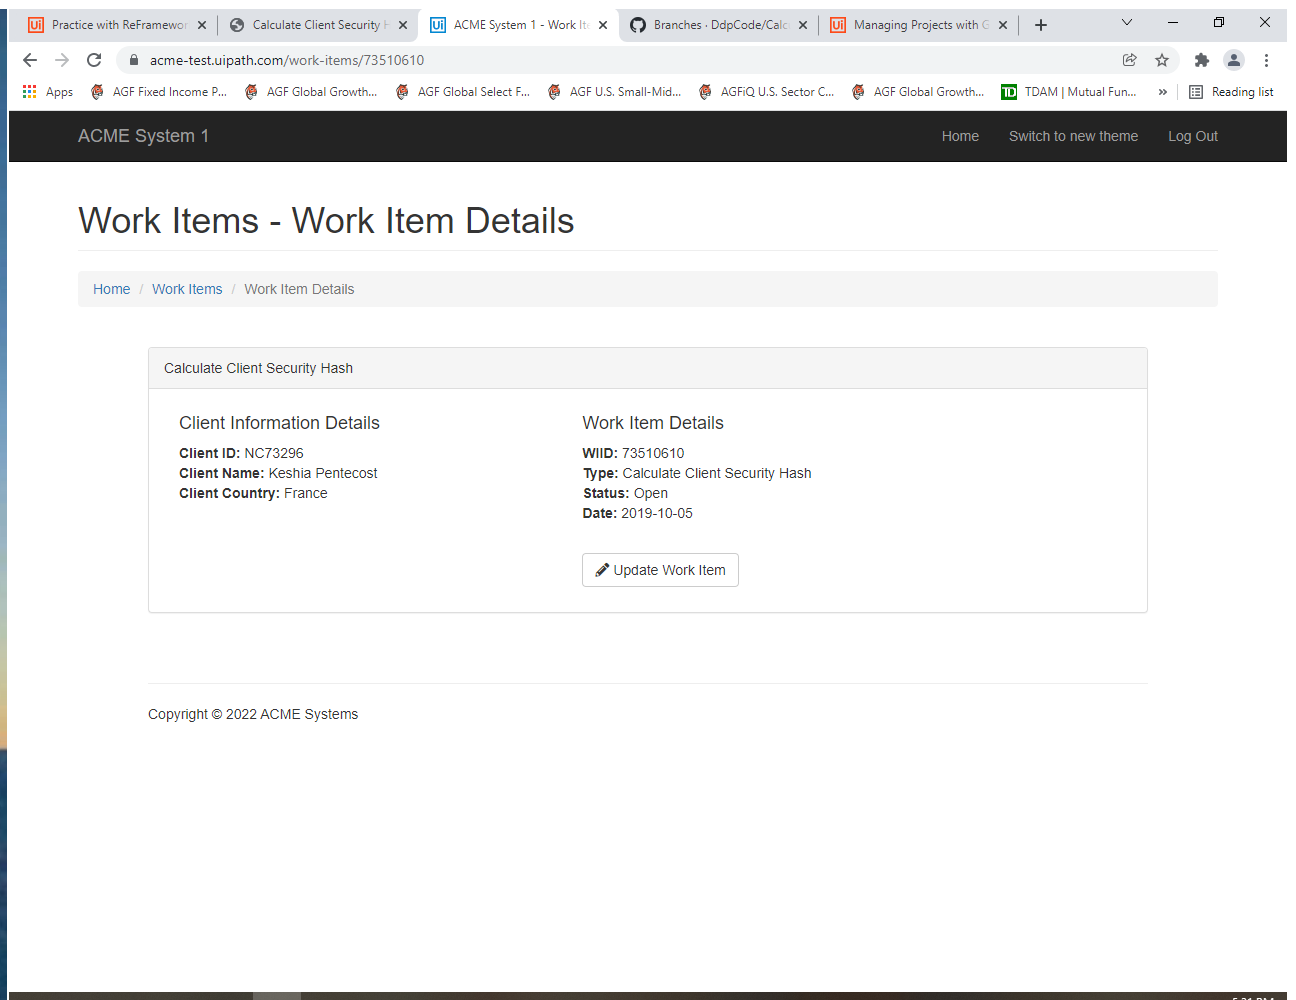 Ui Practice with ReFramewor
Calculate Client Security H
Ui ACME System 1 - Work It
Branches · DdpCode/Calc
Ui Managing Projects with G
acme-test.uipath.com/work-items/73510610
Apps
AGF Fixed Income P...
AGF Global Growth...
AGF Global Select F...
AGF U.S. Small-Mid...
AGFiQ U.S. Sector C...
AGF Global Growth...
TD TDAM | Mutual Fun...
»
Reading list
ACME System 1
Home
Switch to new theme
Log Out
Work Items - Work Item Details
Home / Work Items / Work Item Details
Calculate Client Security Hash
Client Information Details
Client ID: NC73296
Client Name: Keshia Pentecost
Client Country: France
Work Item Details
WIID: 73510610
Type: Calculate Client Security Hash
Status: Open
Date: 2019-10-05
Update Work Item
Copyright © 2022 ACME Systems